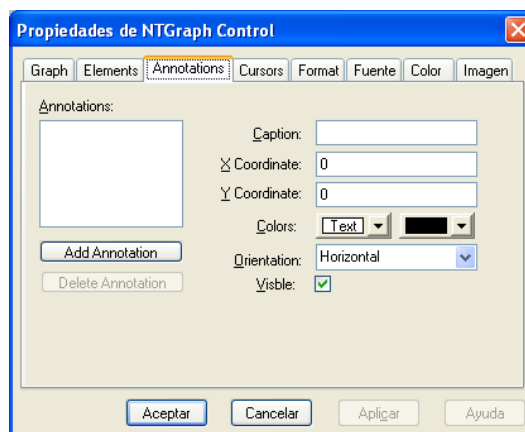 Propiedades de NTGraph Control
Graph Elements Annotations Cursors Format Fuente Color Imagen
Annotations:
Caption:
X Coordinate: 0
Y Coordinate: 0
Colors: Text
Add Annotation
Orientation: Horizontal
Delete Annotation
Visble:
Aceptar Cancelar Aplicar Ayuda